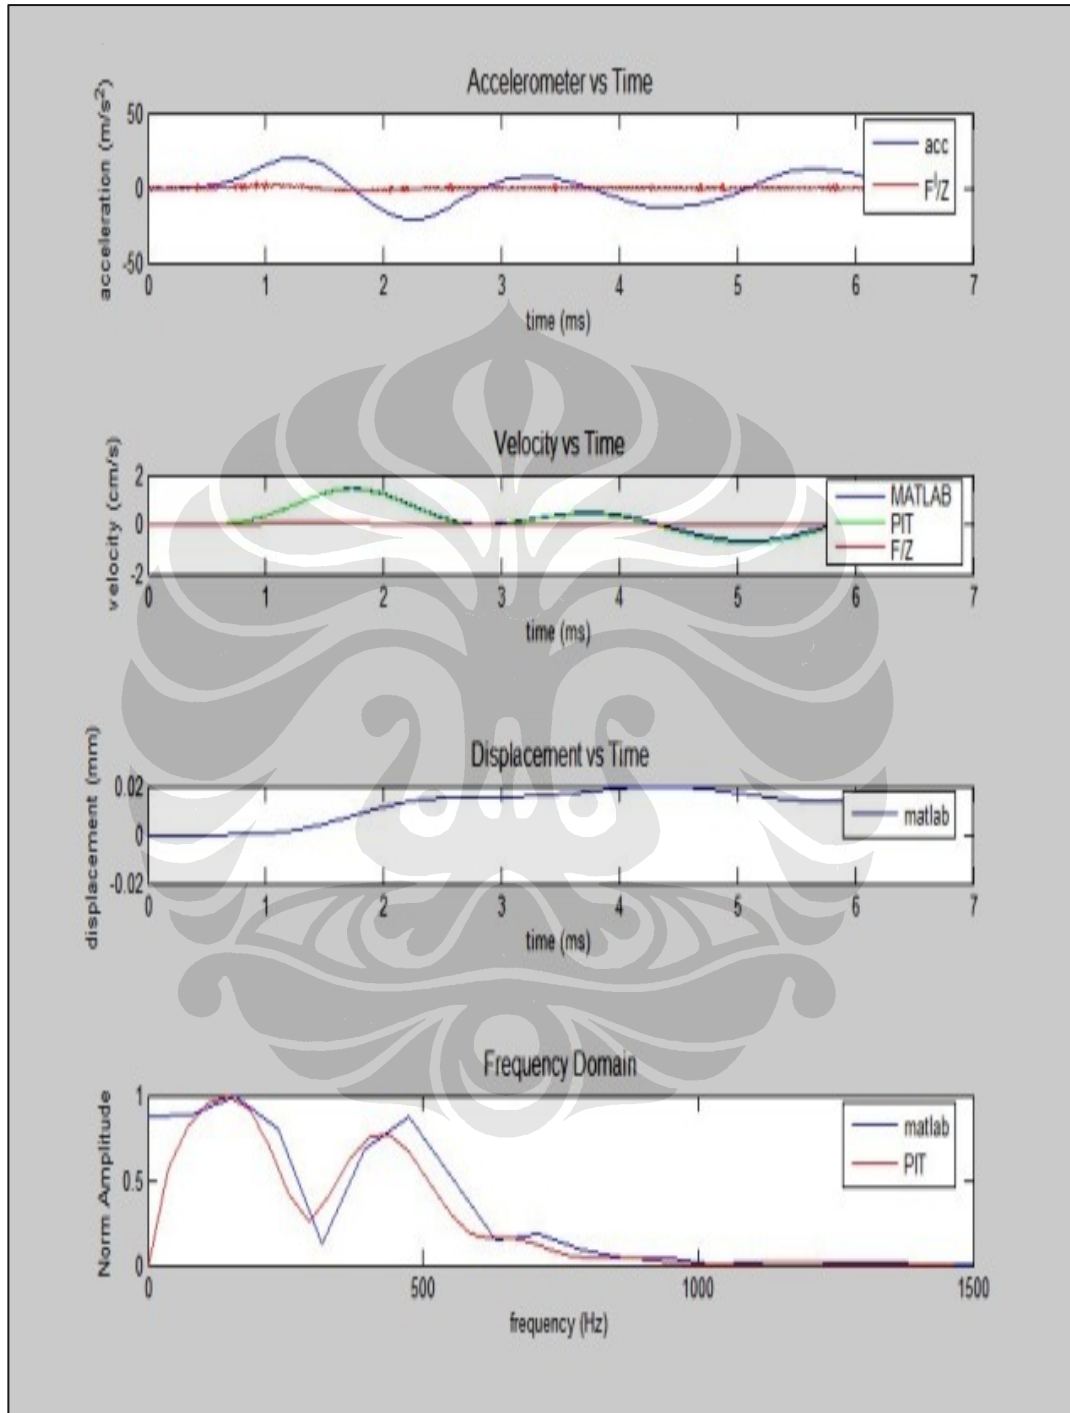 Accelerometer vs Time
acceleration (m/s²)
50
0
-50
acc
F/Z
0 1 2 3 4 5 6 7
time (ms)
Velocity vs Time
velocity (cm/s)
2
0
-2
MATLAB
PIT
F/Z
0 1 2 3 4 5 6 7
time (ms)
Displacement vs Time
displacement (mm)
0.02
0
-0.02
matlab
0 1 2 3 4 5 6 7
time (ms)
Frequency Domain
Norm Amplitude
1
0.5
0
matlab
PIT
0 500 1000 1500
frequency (Hz)